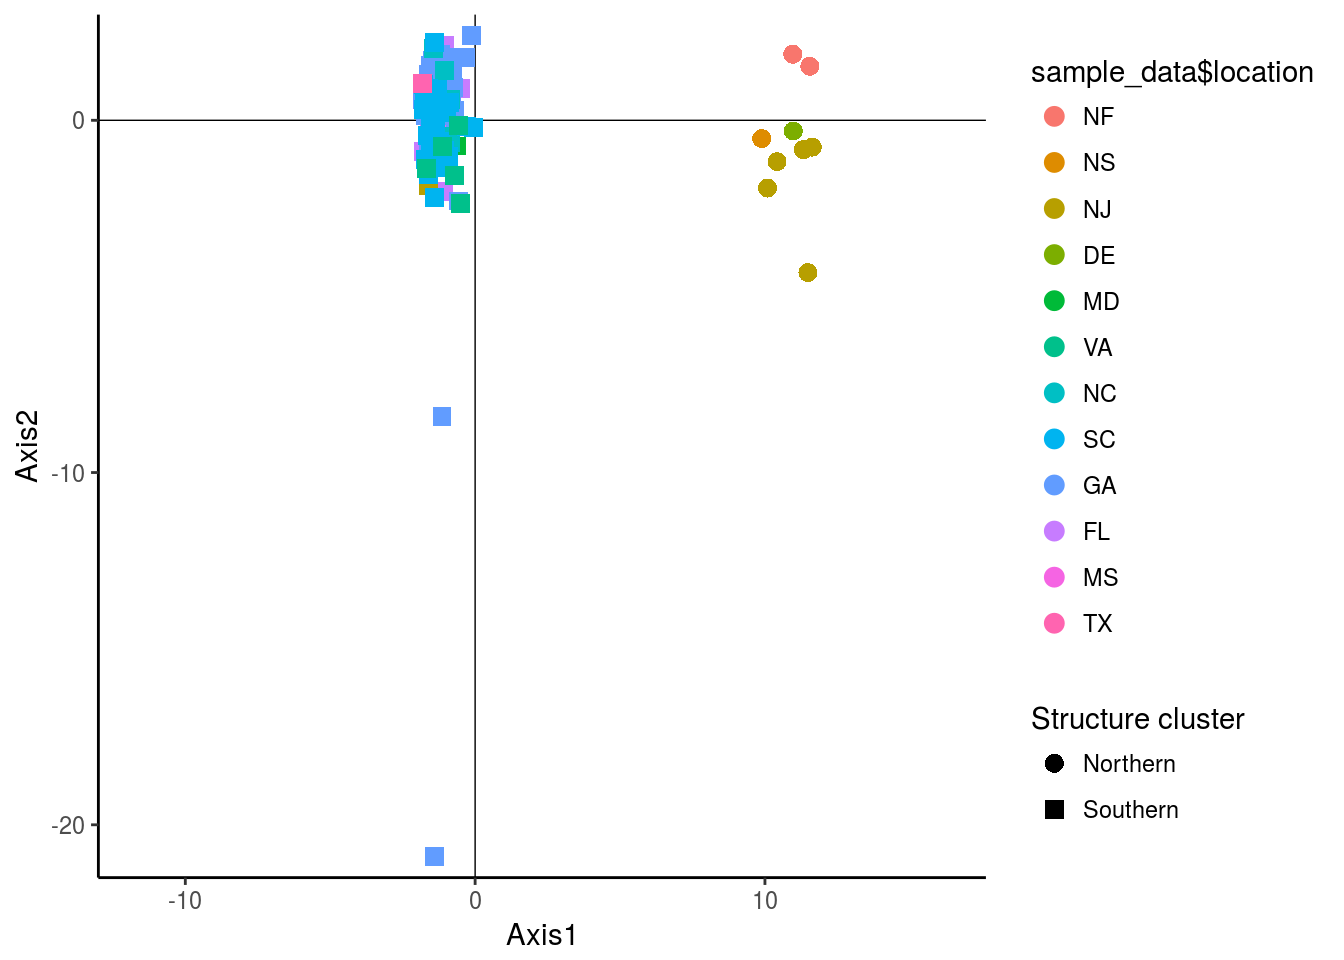 0
-10
-20
Axis2
-10
0
10
Axis1
sample_data$location
NF
NS
NJ
DE
MD
VA
NC
SC
GA
FL
MS
TX
Structure cluster
Northern
Southern